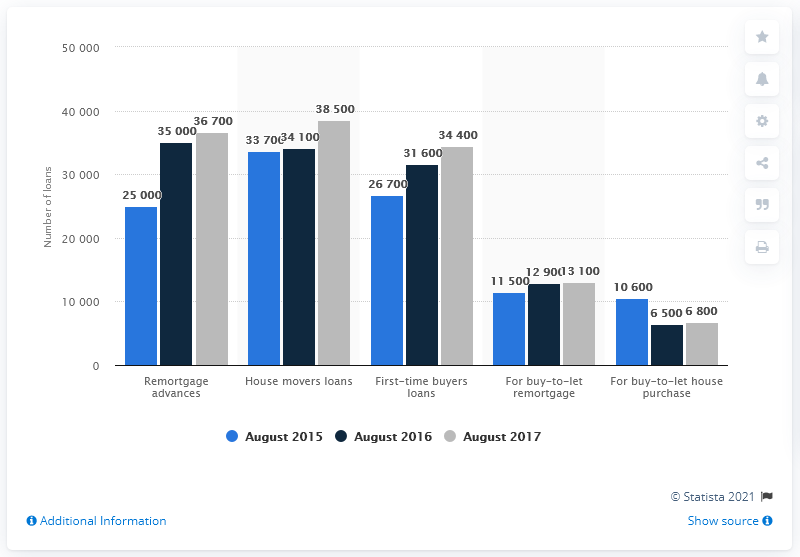 50 000
40 000
30 000
20 000
10 000
0
Number of loans
25 000
35 000
36 700
33 700
34 100
38 500
26 700
31 600
34 400
11 500
12 900
13 100
10 600
6 500
6 800
Remortgage
advances
House movers loans
First-time buyers
loans
For buy-to-let
remortgage
For buy-to-let house
purchase
August 2015 August 2016 August 2017
© Statista 2021
Additional Information Show source